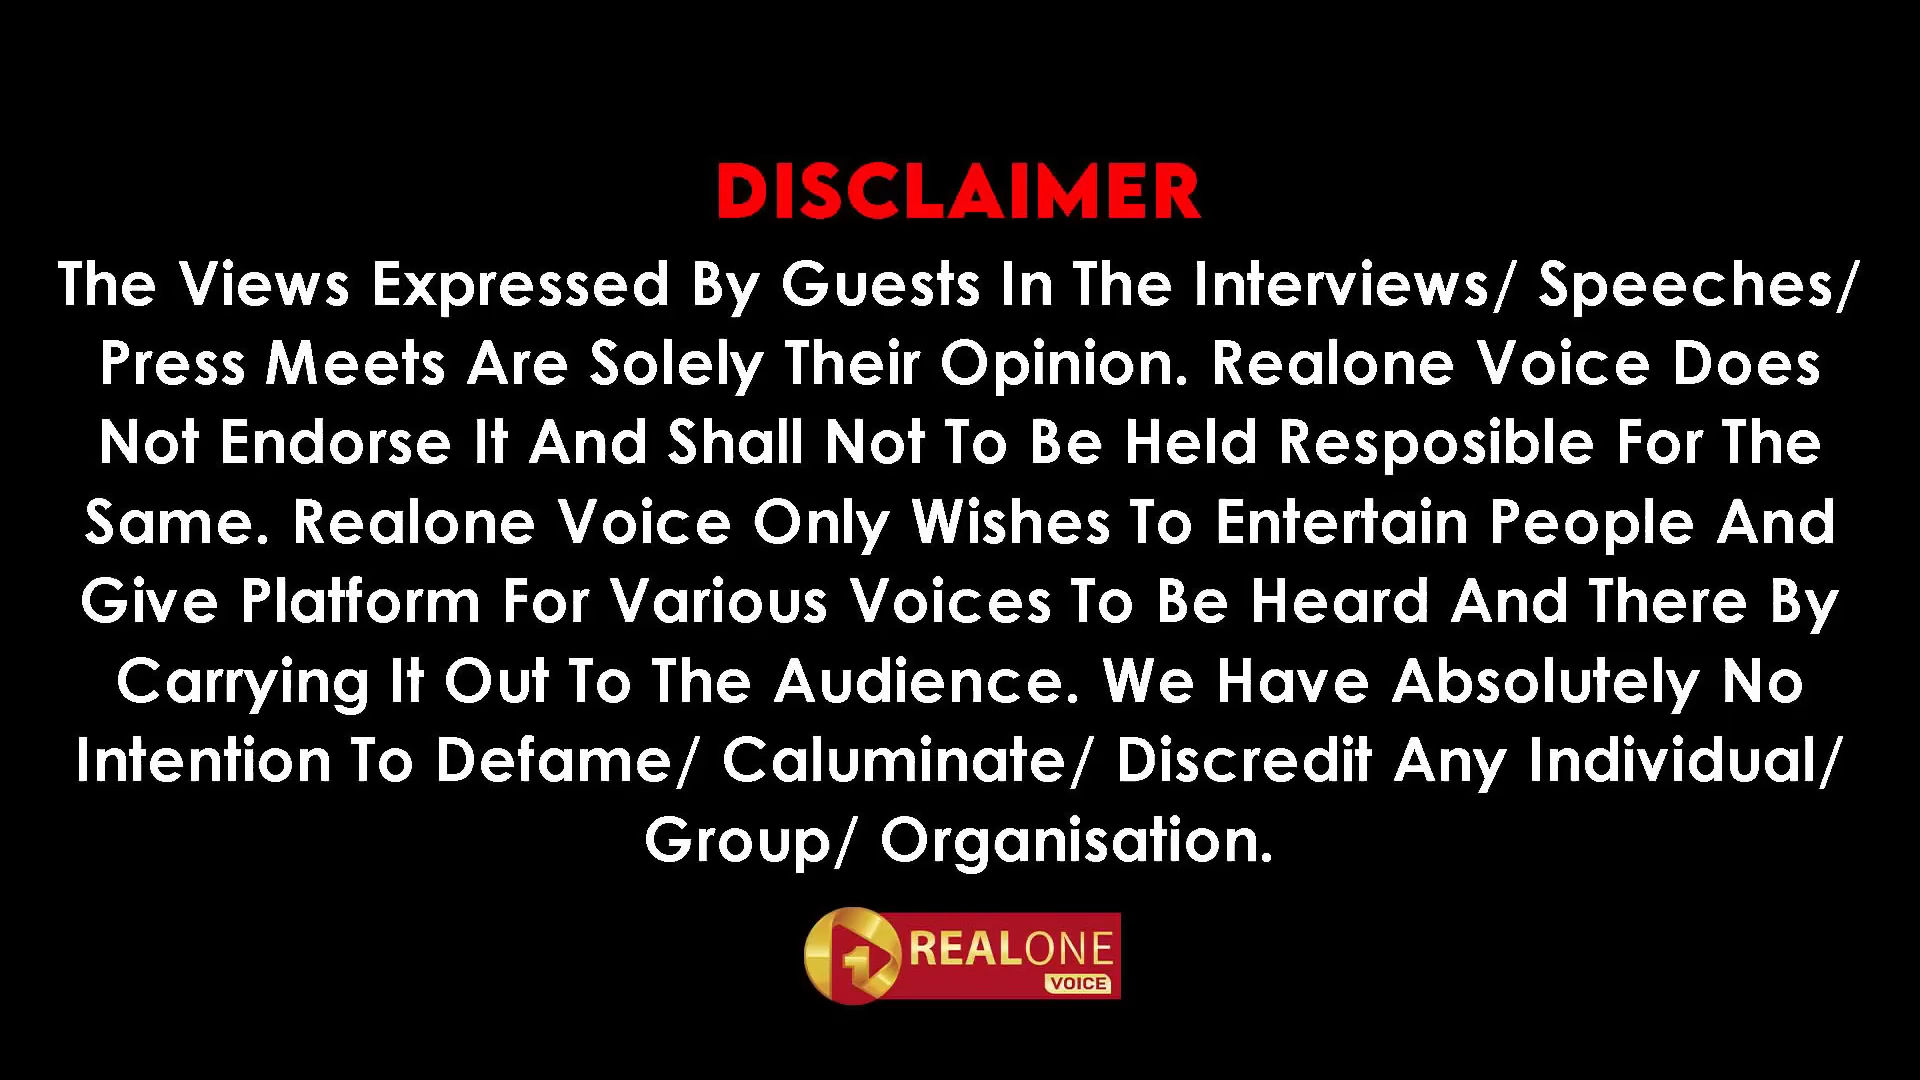 DISCLAIMER
The Views Expressed By Guests In The Interviews/ Speeches/
Press Meets Are Solely Their Opinion. Realone Voice Does
Not Endorse It And Shall Not To Be Held Resposible For The
Same. Realone Voice Only Wishes To Entertain People And
Give Platform For Various Voices To Be Heard And There By
Carrying It Out To The Audience. We Have Absolutely No
Intention To Defame/ Caluminate/ Discredit Any Individual/
Group/ Organisation.
1 REALONE
VOICE